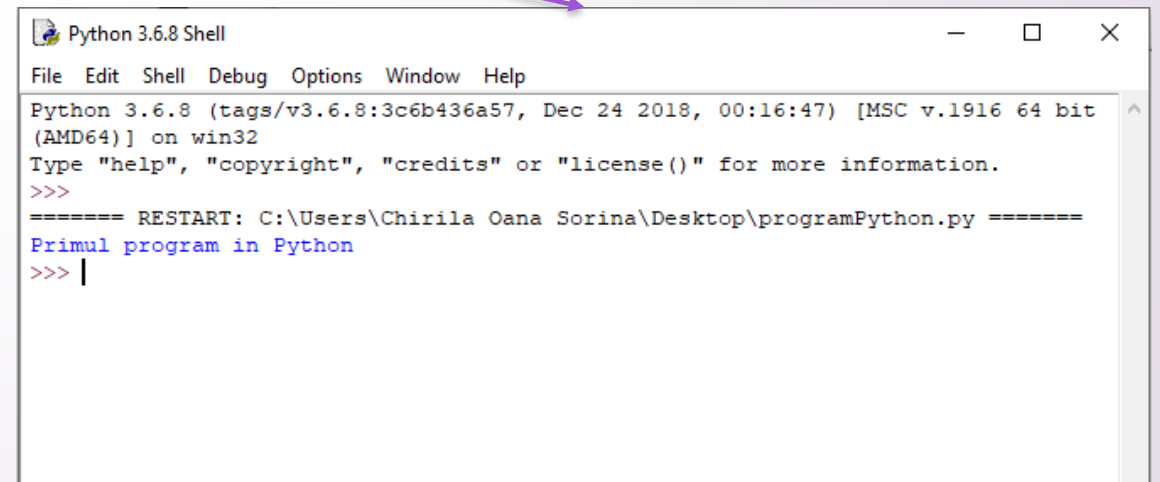 Python 3.6.8 Shell
File Edit Shell Debug Options Window Help
Python 3.6.8 (tags/v3.6.8:3c6b436a57, Dec 24 2018, 00:16:47) [MSC v.1916 64 bit
(AMD64)] on win32
Type "help", "copyright", "credits" or "license()" for more information.
>>>
======= RESTART: C:\Users\Chirila Oana Sorina\Desktop\programPython.py =======
Primul program in Python
>>>